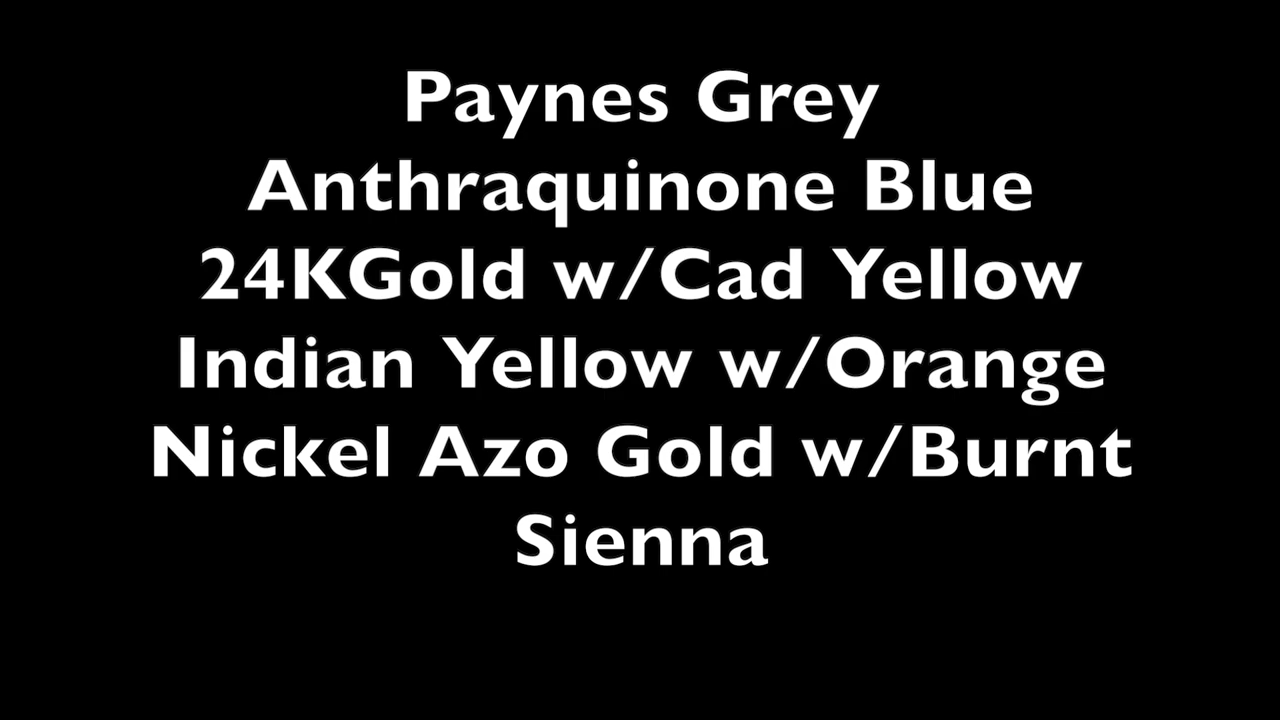 Paynes Grey
Anthraquinone Blue
24KGold w/Cad Yellow
Indian Yellow w/Orange
Nickel Azo Gold w/Burnt
Sienna